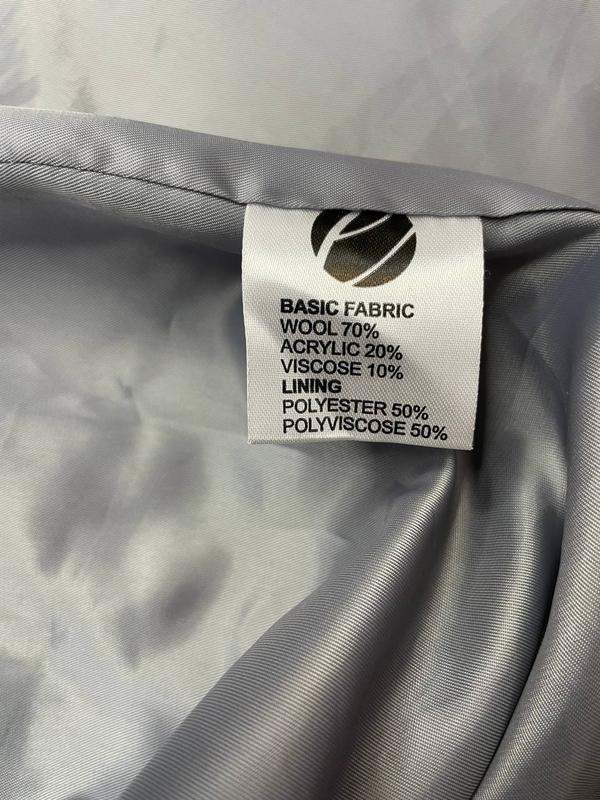 BASIC FABRIC
WOOL 70%
ACRYLIC 20%
VISCOSE 10%
LINING
POLYESTER 50%
POLYVISCOSE 50%